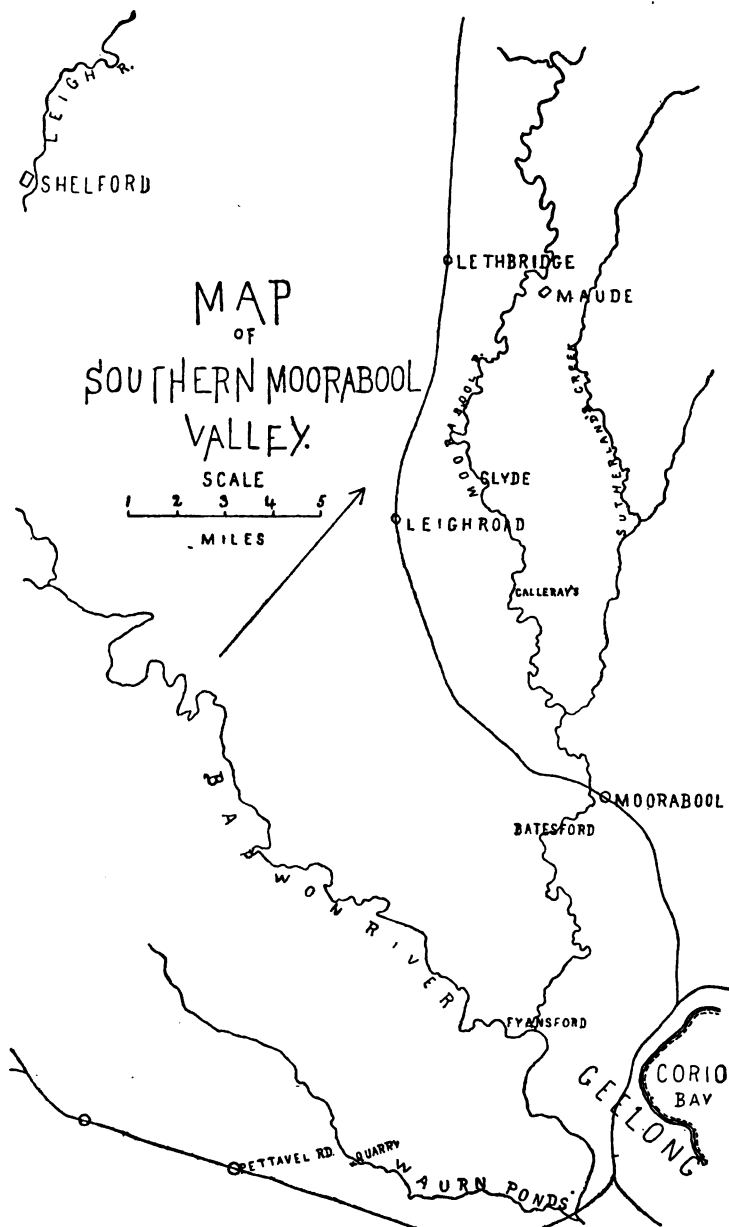 LEIGH R.
SHELFORD
LETHBRIDGE
MAUDE
MAP
OF
SOUTHERN MOORABOOL
VALLEY.
SCALE
1 2 3 4 5
MILES
MOORABOOL R.
SUTHERLAND'S CREEK
CLYDE
LEIGH ROAD
CALLERAY'S
BARWON RIVER
MOORABOOL
BATESFORD
FYANSFORD
GEELONG
CORIO
BAY
PETTAVEL RD.
QUARRY
WAURN PONDS